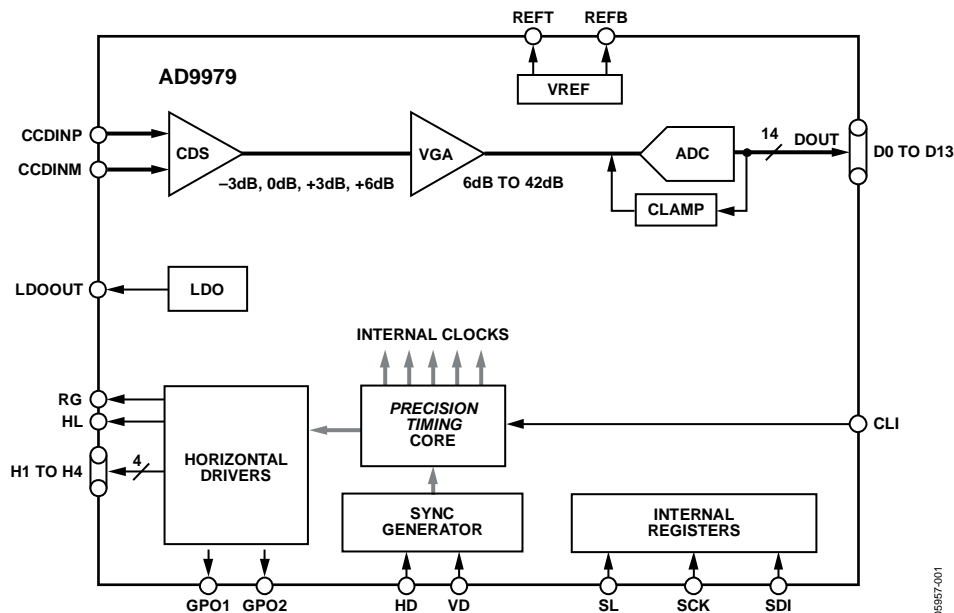 REFT REFB
AD9979
VREF
CCDINP
CCDINM
CDS
–3dB, 0dB, +3dB, +6dB
VGA
6dB TO 42dB
ADC
CLAMP
14
DOUT
D0 TO D13
LDOOUT
LDO
INTERNAL CLOCKS
RG
HL
H1 TO H4
4
HORIZONTAL
DRIVERS
PRECISION
TIMING
CORE
CLI
SYNC
GENERATOR
INTERNAL
REGISTERS
GPO1 GPO2 HD VD SL SCK SDI